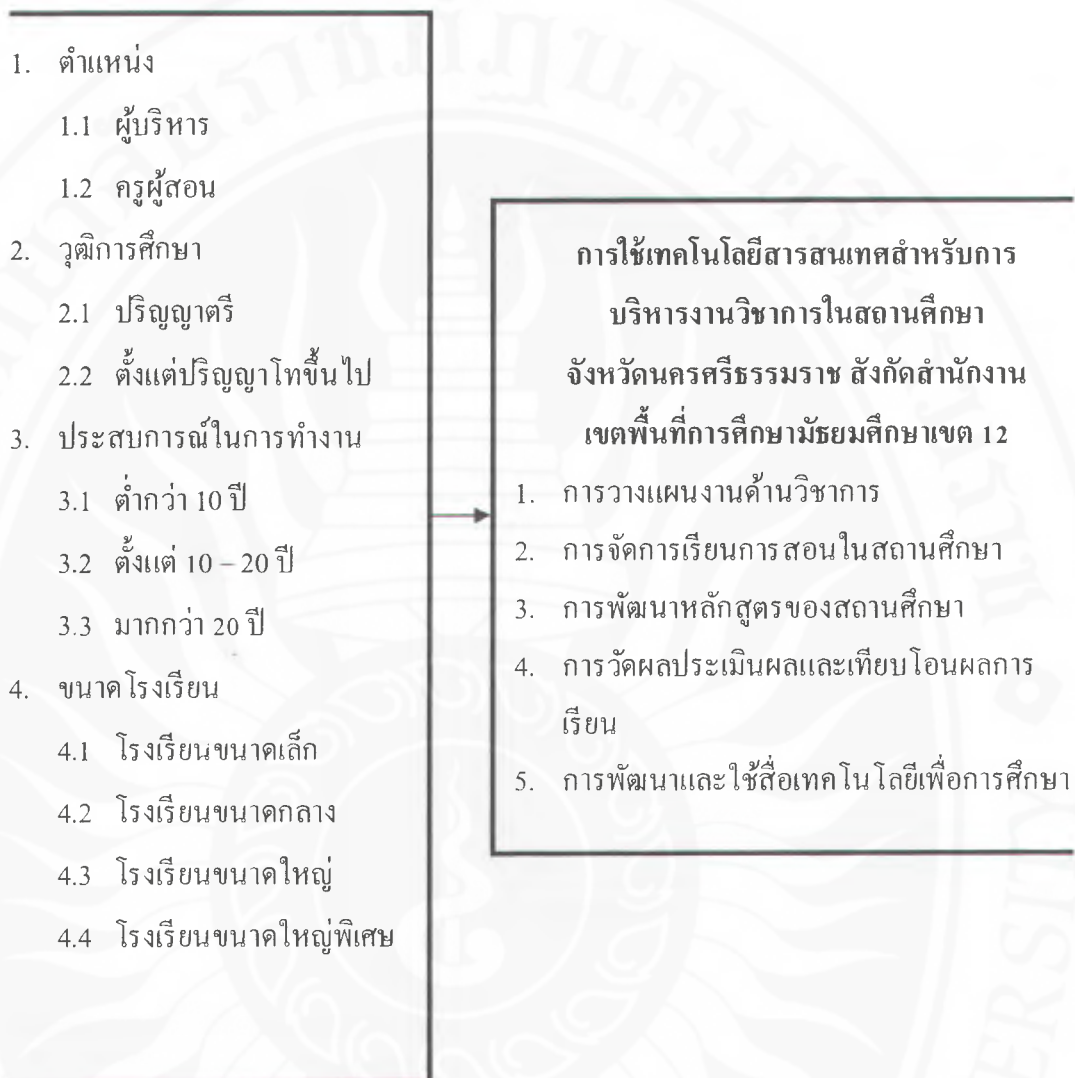 1. ตำแหน่ง
1.1 ผู้บริหาร
1.2 ครูผู้สอน
2. วุฒิการศึกษา
2.1 ปริญญาตรี
2.2 ตั้งแต่ปริญญาโทขึ้นไป
3. ประสบการณ์ในการทำงาน
3.1 ต่ำกว่า 10 ปี
3.2 ตั้งแต่ 10 – 20 ปี
3.3 มากกว่า 20 ปี
4. ขนาดโรงเรียน
4.1 โรงเรียนขนาดเล็ก
4.2 โรงเรียนขนาดกลาง
4.3 โรงเรียนขนาดใหญ่
4.4 โรงเรียนขนาดใหญ่พิเศษ
การใช้เทคโนโลยีสารสนเทศสำหรับการ
บริหารงานวิชาการในสถานศึกษา
จังหวัดนครศรีธรรมราช สังกัดสำนักงาน
เขตพื้นที่การศึกษามัธยมศึกษาเขต 12
1. การวางแผนงานด้านวิชาการ
2. การจัดการเรียนการสอนในสถานศึกษา
3. การพัฒนาหลักสูตรของสถานศึกษา
4. การวัดผลประเมินผลและเทียบโอนผลการ
เรียน
5. การพัฒนาและใช้สื่อเทคโนโลยีเพื่อการศึกษา